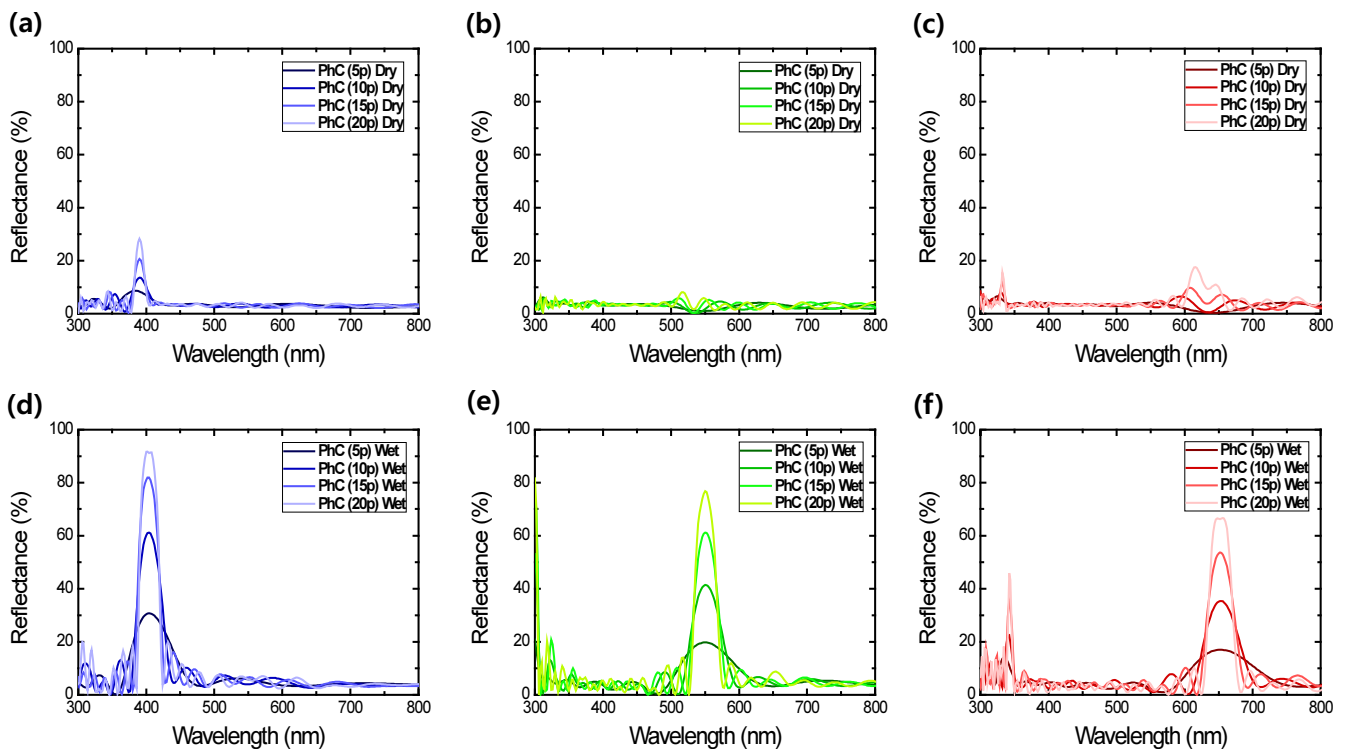 (a)
100
80
60
40
20
0
Reflectance (%)
PhC (5p) Dry
PhC (10p) Dry
PhC (15p) Dry
PhC (20p) Dry
300 400 500 600 700 800
Wavelength (nm)
(b)
100
80
60
40
20
0
Reflectance (%)
PhC (5p) Dry
PhC (10p) Dry
PhC (15p) Dry
PhC (20p) Dry
300 400 500 600 700 800
Wavelength (nm)
(c)
100
80
60
40
20
0
Reflectance (%)
PhC (5p) Dry
PhC (10p) Dry
PhC (15p) Dry
PhC (20p) Dry
300 400 500 600 700 800
Wavelength (nm)
(d)
100
80
60
40
20
0
Reflectance (%)
PhC (5p) Wet
PhC (10p) Wet
PhC (15p) Wet
PhC (20p) Wet
300 400 500 600 700 800
Wavelength (nm)
(e)
100
80
60
40
20
0
Reflectance (%)
PhC (5p) Wet
PhC (10p) Wet
PhC (15p) Wet
PhC (20p) Wet
300 400 500 600 700 800
Wavelength (nm)
(f)
100
80
60
40
20
0
Reflectance (%)
PhC (5p) Wet
PhC (10p) Wet
PhC (15p) Wet
PhC (20p) Wet
300 400 500 600 700 800
Wavelength (nm)